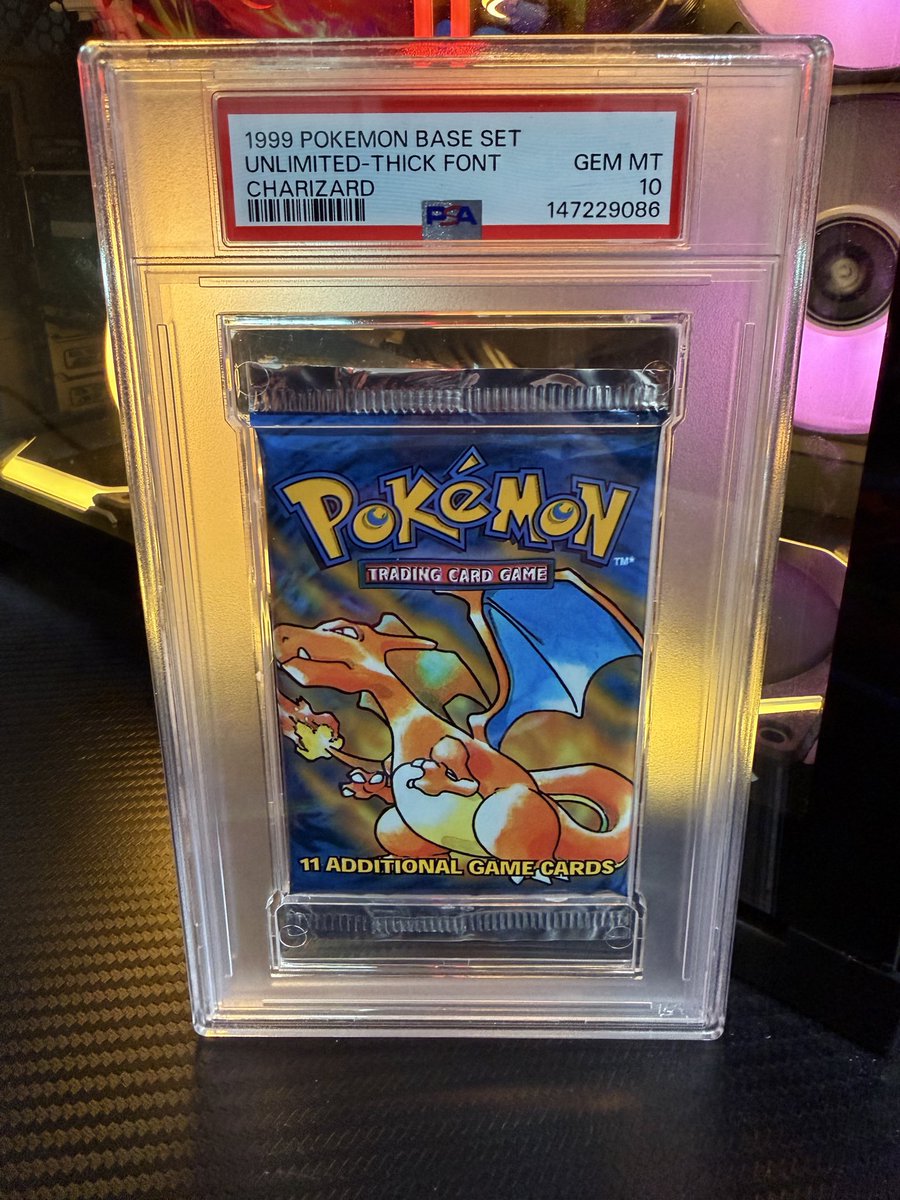 1999 POKEMON BASE SET
UNLIMITED-THICK FONT GEM MT
CHARIZARD 10
PSA 147229086
POKéMON
TM*
TRADING CARD GAME
11 ADDITIONAL GAME CARDS